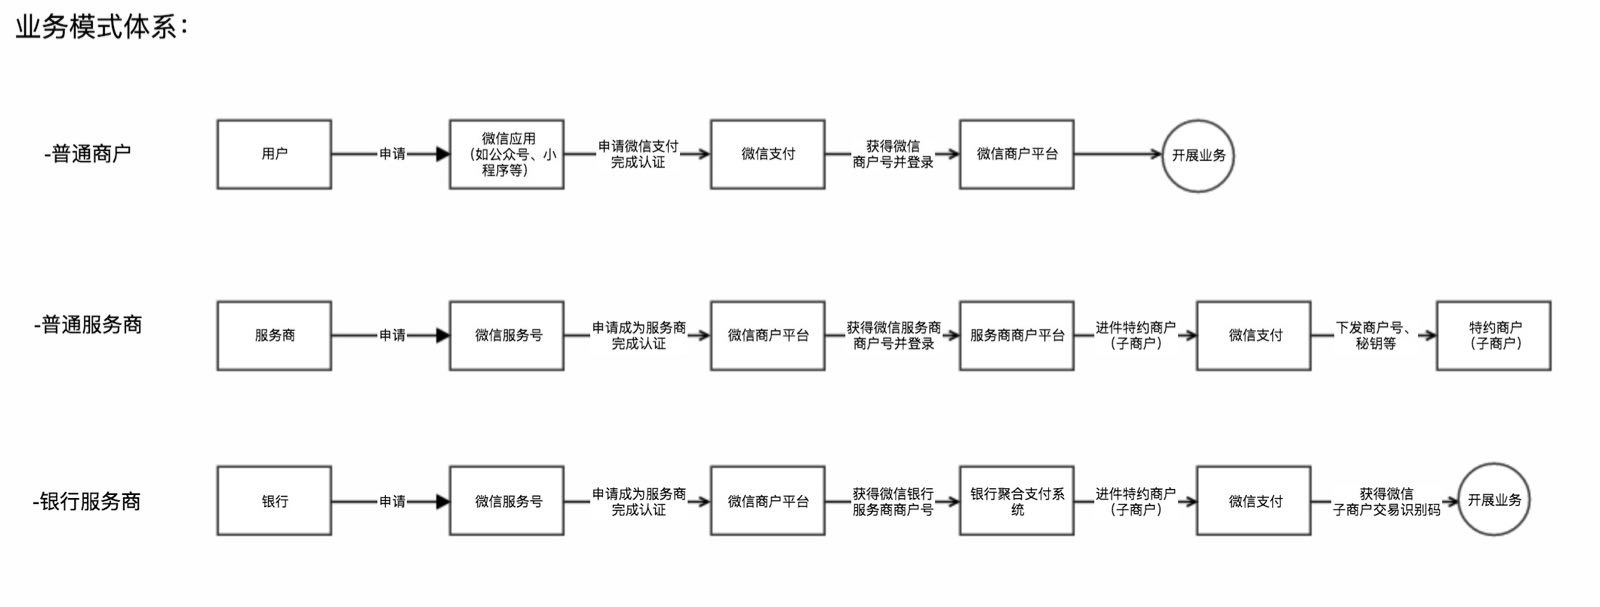 业务模式体系：
-普通商户
用户
申请
微信应用
（如公众号、小
程序等）
申请微信支付
完成认证
微信支付
获得微信
商户号并登录
微信商户平台
开展业务
-普通服务商
服务商
申请
微信服务号
申请成为服务商
完成认证
微信商户平台
获得微信服务商
商户号并登录
服务商商户平台
进件特约商户
（子商户）
微信支付
下发商户号、
秘钥等
特约商户
（子商户）
-银行服务商
银行
申请
微信服务号
申请成为服务商
完成认证
微信商户平台
获得微信银行
服务商商户号
银行聚合支付系
统
进件特约商户
（子商户）
微信支付
获得微信
子商户交易识别码
开展业务